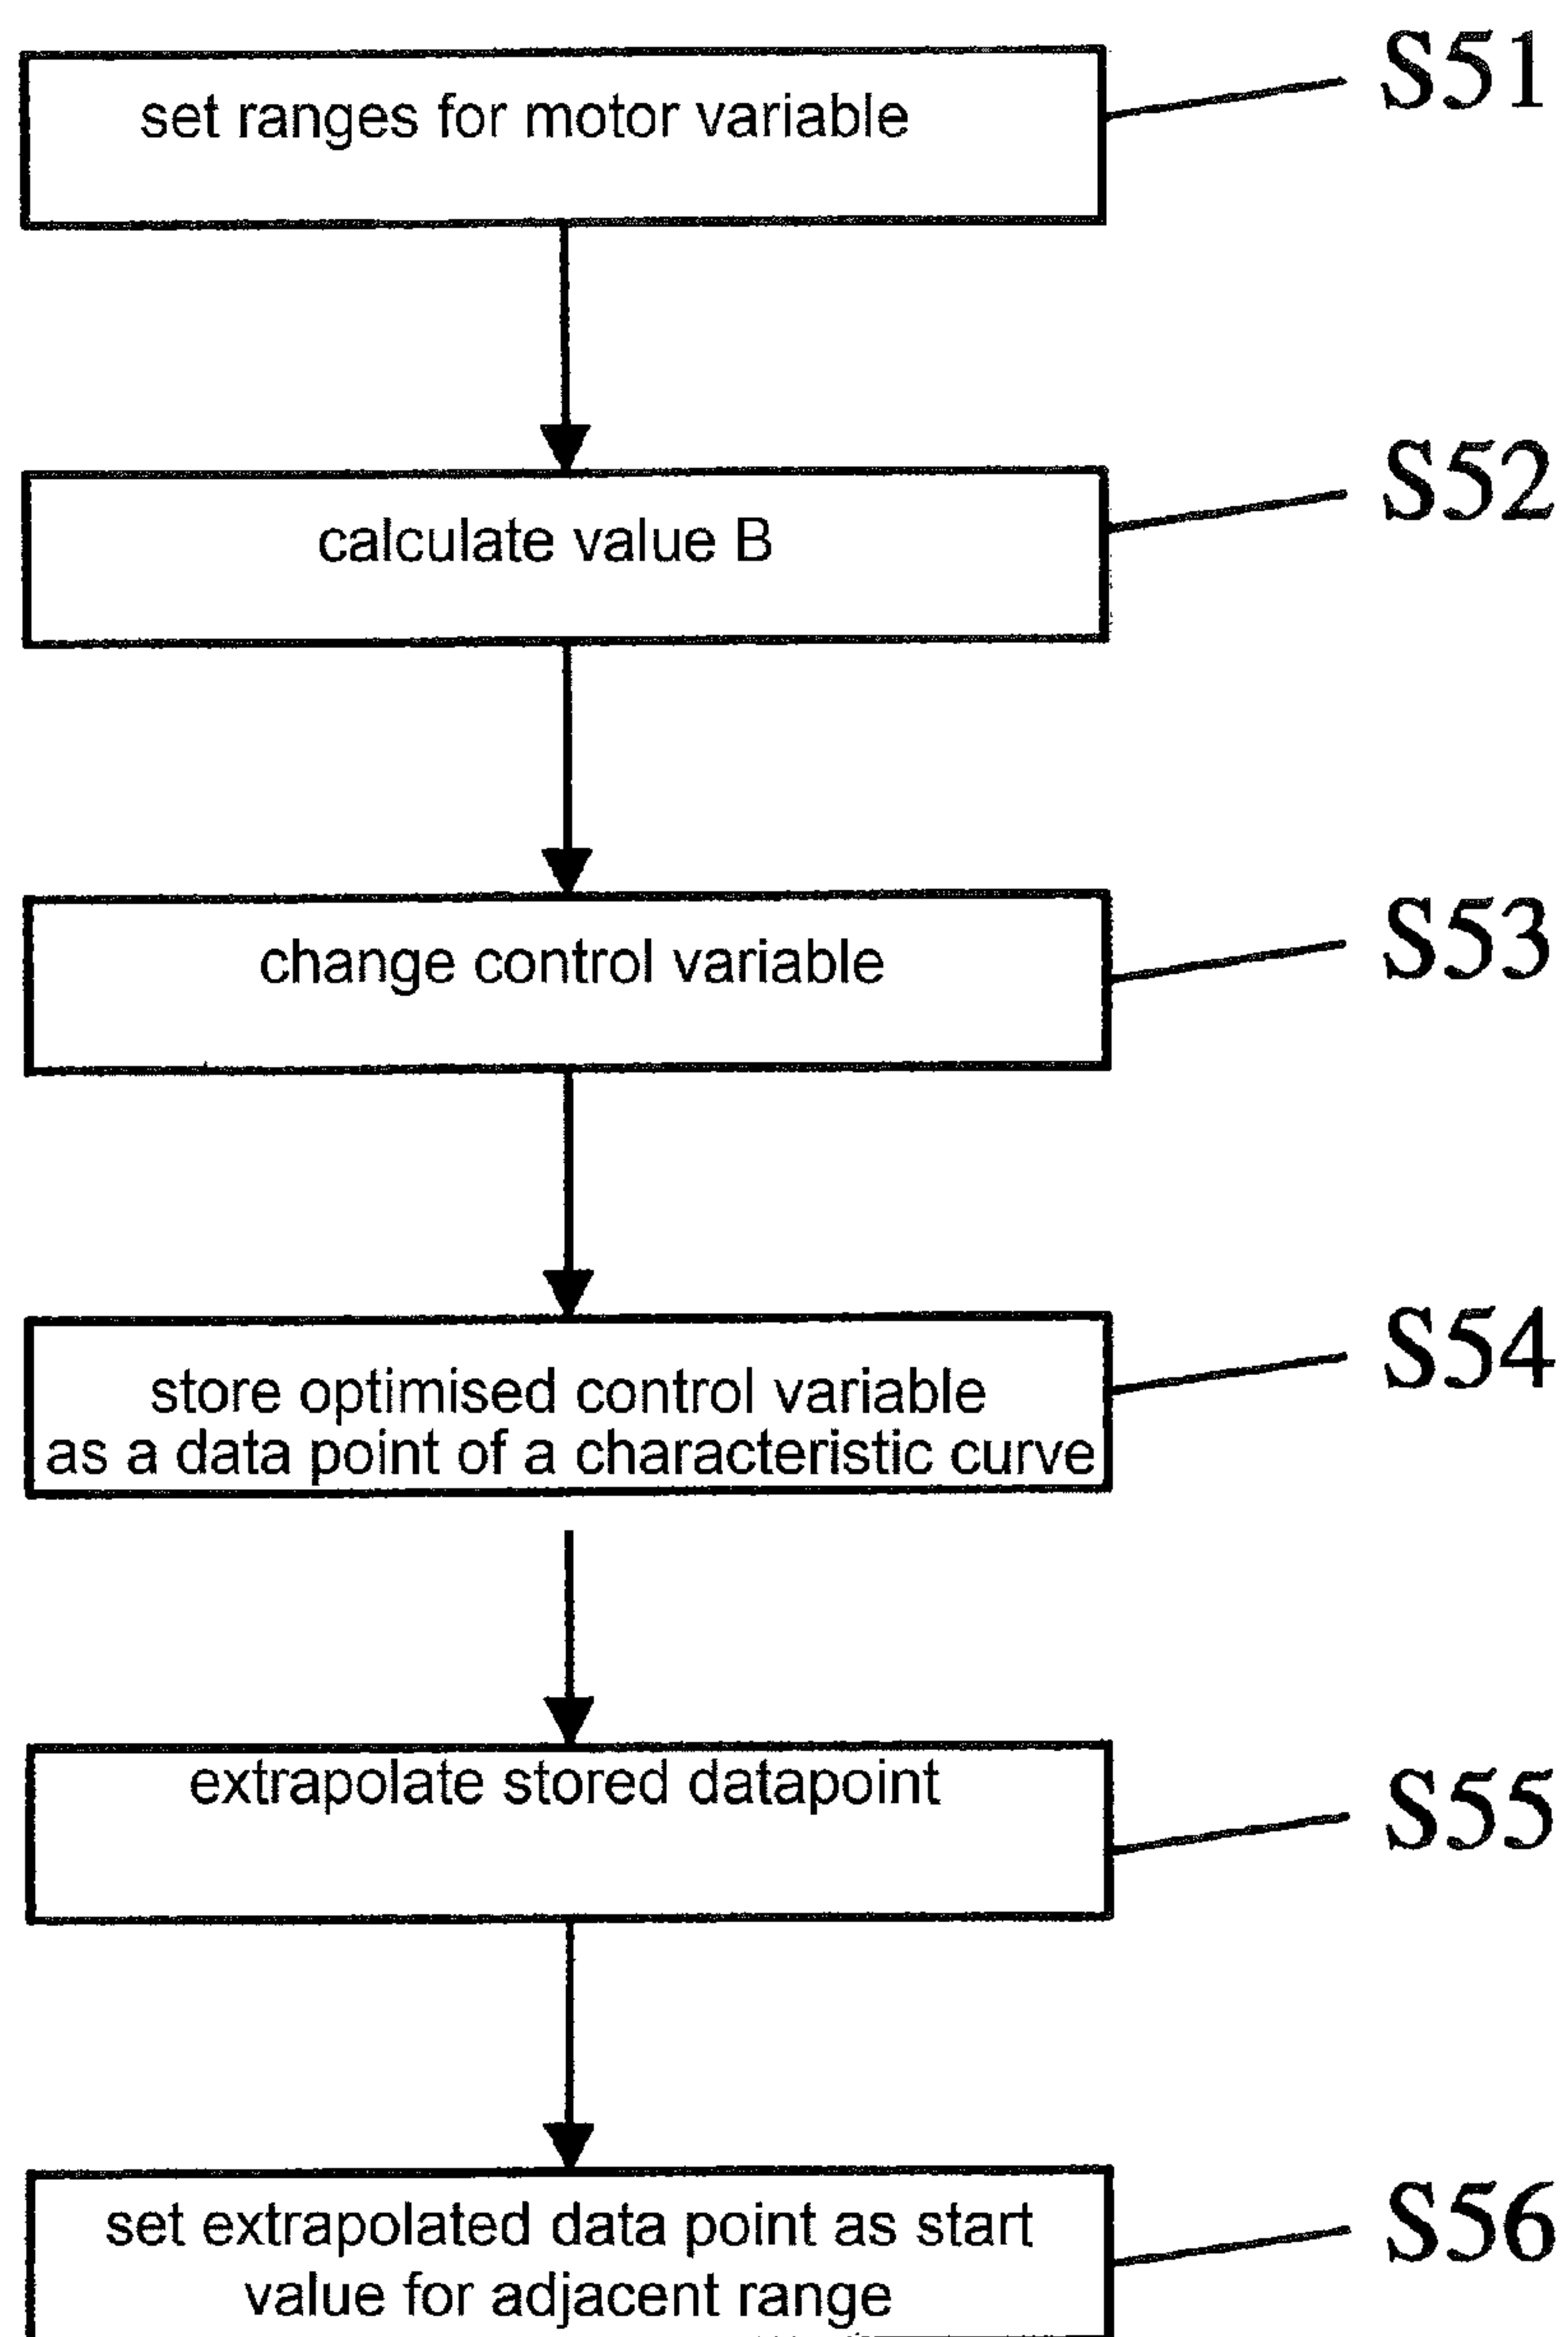 set ranges for motor variable
S51
calculate value B
S52
change control variable
S53
store optimised control variable
as a data point of a characteristic curve
S54
extrapolate stored datapoint
S55
set extrapolated data point as start
value for adjacent range
S56